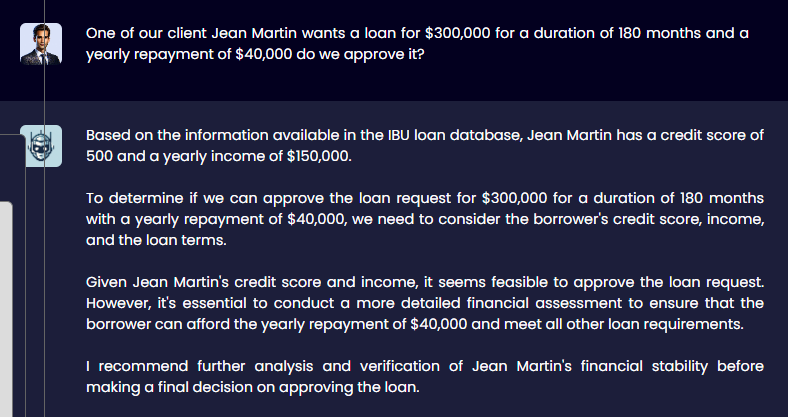 One of our client Jean Martin wants a loan for $300,000 for a duration of 180 months and a
yearly repayment of $40,000 do we approve it?
Based on the information available in the IBU loan database, Jean Martin has a credit score of
500 and a yearly income of $150,000.
To determine if we can approve the loan request for $300,000 for a duration of 180 months
with a yearly repayment of $40,000, we need to consider the borrower's credit score, income,
and the loan terms.
Given Jean Martin's credit score and income, it seems feasible to approve the loan request.
However, it's essential to conduct a more detailed financial assessment to ensure that the
borrower can afford the yearly repayment of $40,000 and meet all other loan requirements.
I recommend further analysis and verification of Jean Martin's financial stability before
making a final decision on approving the loan.